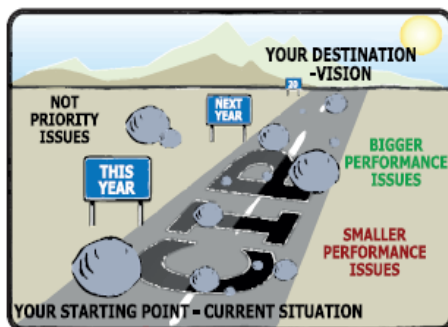 YOUR DESTINATION
-VISION
20
NOT
PRIORITY
ISSUES
NEXT
YEAR
BIGGER
PERFORMANCE
ISSUES
THIS
YEAR
SMALLER
PERFORMANCE
ISSUES
CIP
YOUR STARTING POINT - CURRENT SITUATION